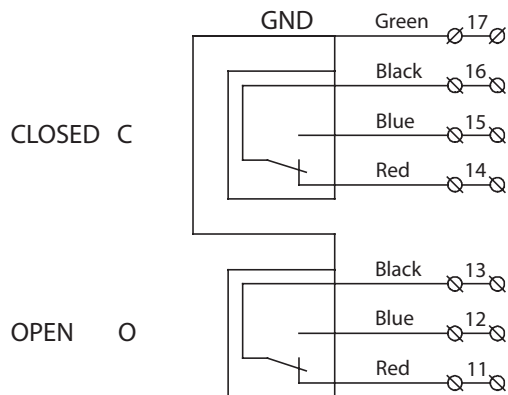 GND Green 17
Black 16
CLOSED C Blue 15
Red 14
Black 13
OPEN O Blue 12
Red 11